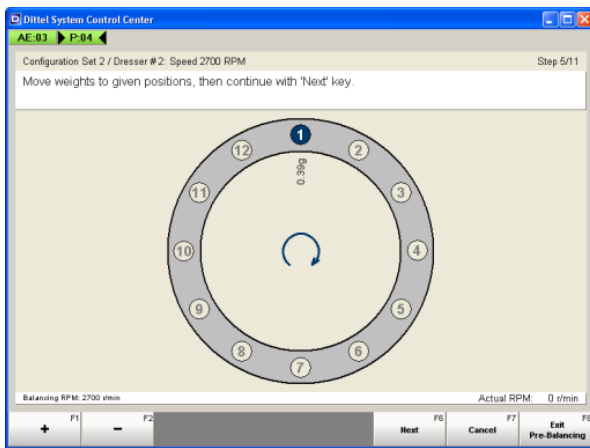 Dittel System Control Center
AE:03 P:04
Configuration Set 2 / Dresser # 2: Speed 2700 RPM Step 5/11
Move weights to given positions, then continue with 'Next' key.
1
12 2
0.39g
11 3
10 4
9 5
8 6
7
Balancing RPM: 2700 r/min Actual RPM: 0 r/min
+ F1 − F2 Next F6 Cancel F7 Exit Pre-Balancing F8